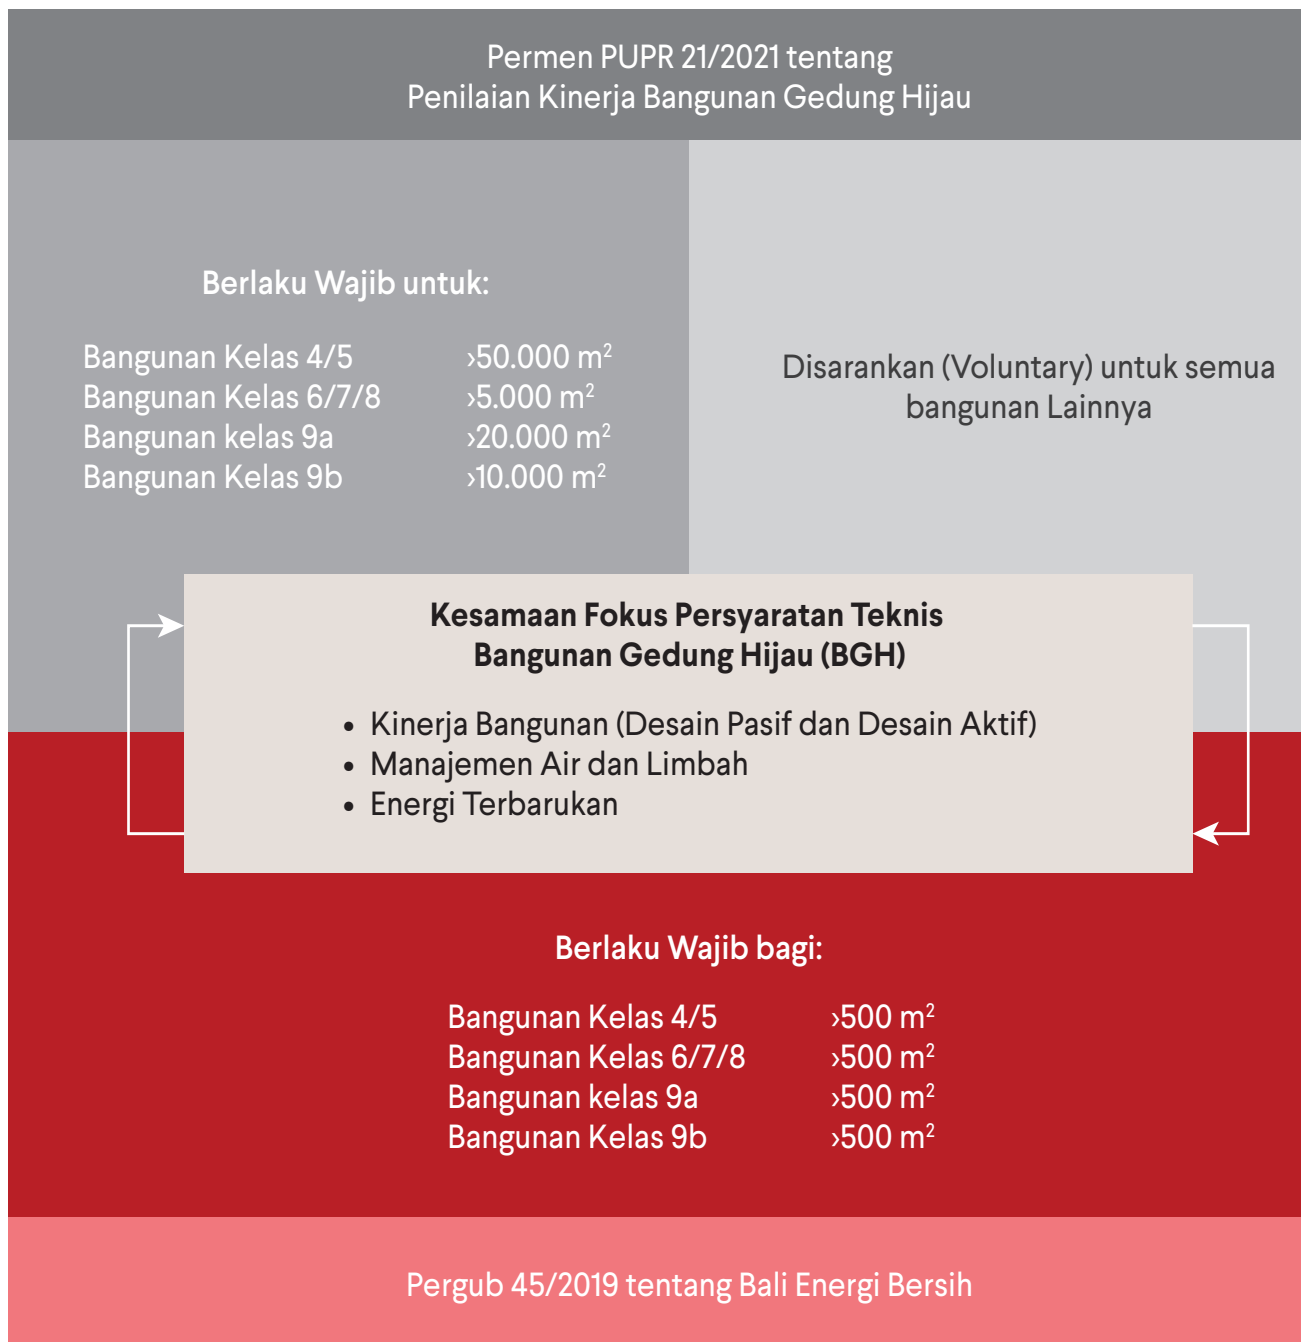 Permen PUPR 21/2021 tentang
Penilaian Kinerja Bangunan Gedung Hijau
Berlaku Wajib untuk:
Bangunan Kelas 4/5 ›50.000 m²
Bangunan Kelas 6/7/8 ›5.000 m²
Bangunan kelas 9a ›20.000 m²
Bangunan Kelas 9b ›10.000 m²
Disarankan (Voluntary) untuk semua
bangunan Lainnya
Kesamaan Fokus Persyaratan Teknis
Bangunan Gedung Hijau (BGH)
• Kinerja Bangunan (Desain Pasif dan Desain Aktif)
• Manajemen Air dan Limbah
• Energi Terbarukan
Berlaku Wajib bagi:
Bangunan Kelas 4/5 ›500 m²
Bangunan Kelas 6/7/8 ›500 m²
Bangunan kelas 9a ›500 m²
Bangunan Kelas 9b ›500 m²
Pergub 45/2019 tentang Bali Energi Bersih